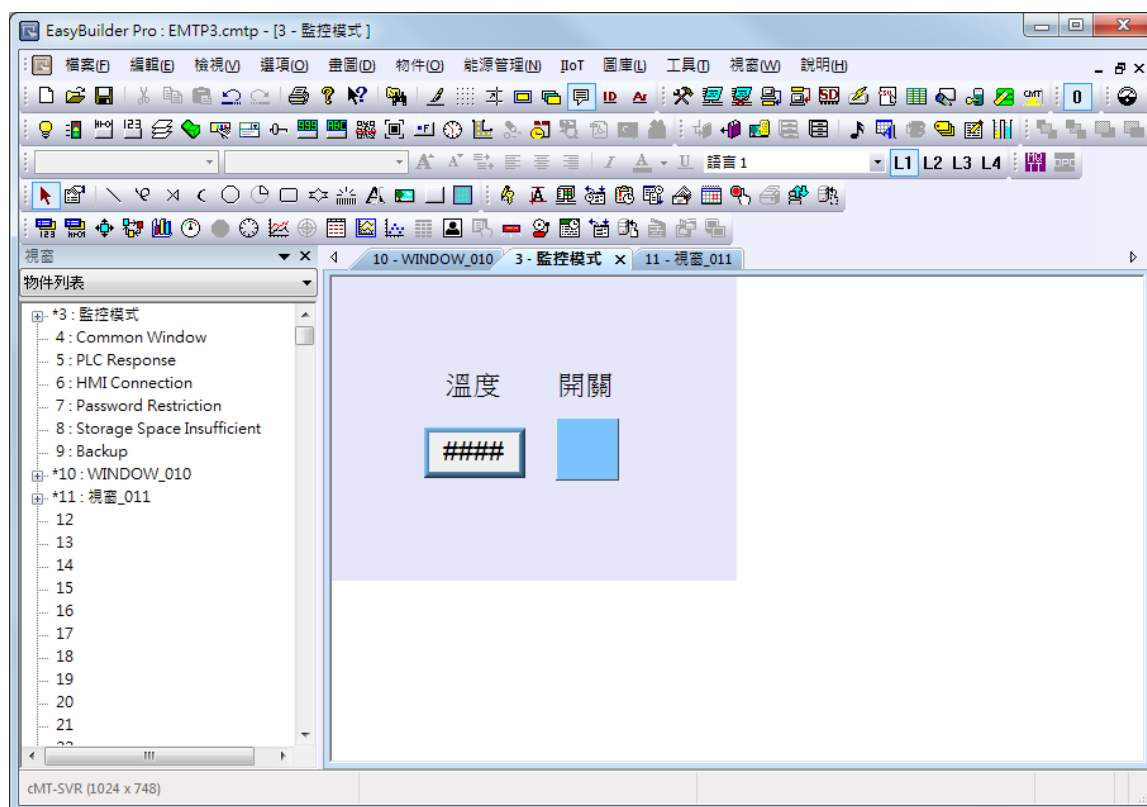 EasyBuilder Pro : EMTP3.cmtp - [3 - 監控模式 ]
檔案(F) 編輯(E) 檢視(V) 選項(O) 畫圖(D) 物件(O) 能源管理(N) IIoT 圖庫(L) 工具(T) 視窗(W) 說明(H)
語言 1 L1 L2 L3 L4
視窗
10 - WINDOW_010 3 - 監控模式 11 - 視窗_011
物件列表
*3 : 監控模式
4 : Common Window
5 : PLC Response
6 : HMI Connection
7 : Password Restriction
8 : Storage Space Insufficient
9 : Backup
*10 : WINDOW_010
*11 : 視窗_011
12
13
14
15
16
17
18
19
20
21
溫度 開關
####
cMT-SVR (1024 x 748)